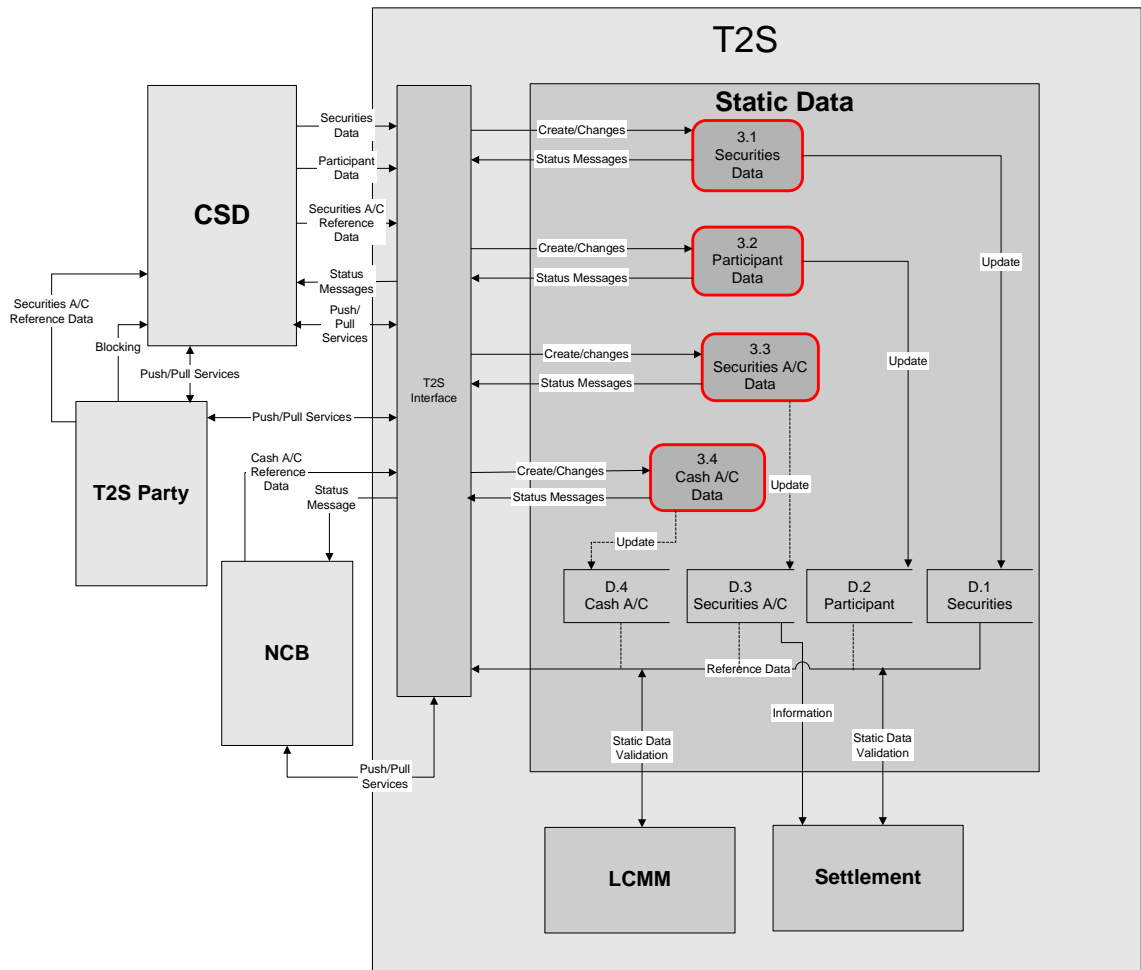 T2S
Static Data
CSD
Securities
Data
Participant
Data
Securities A/C
Reference
Data
Status
Messages
Push/
Pull
Services
Securities A/C
Reference Data
Blocking
Push/Pull Services
T2S Party
Push/Pull Services
Cash A/C
Reference
Data
Status
Message
NCB
Push/Pull
Services
T2S
Interface
Create/Changes
Status Messages
3.1
Securities
Data
Update
Create/Changes
Status Messages
3.2
Participant
Data
Update
Create/changes
Status Messages
3.3
Securities A/C
Data
Update
Create/Changes
Status Messages
3.4
Cash A/C
Data
Update
D.4
Cash A/C
D.3
Securities A/C
D.2
Participant
D.1
Securities
Reference Data
Information
Static Data
Validation
Static Data
Validation
LCMM
Settlement